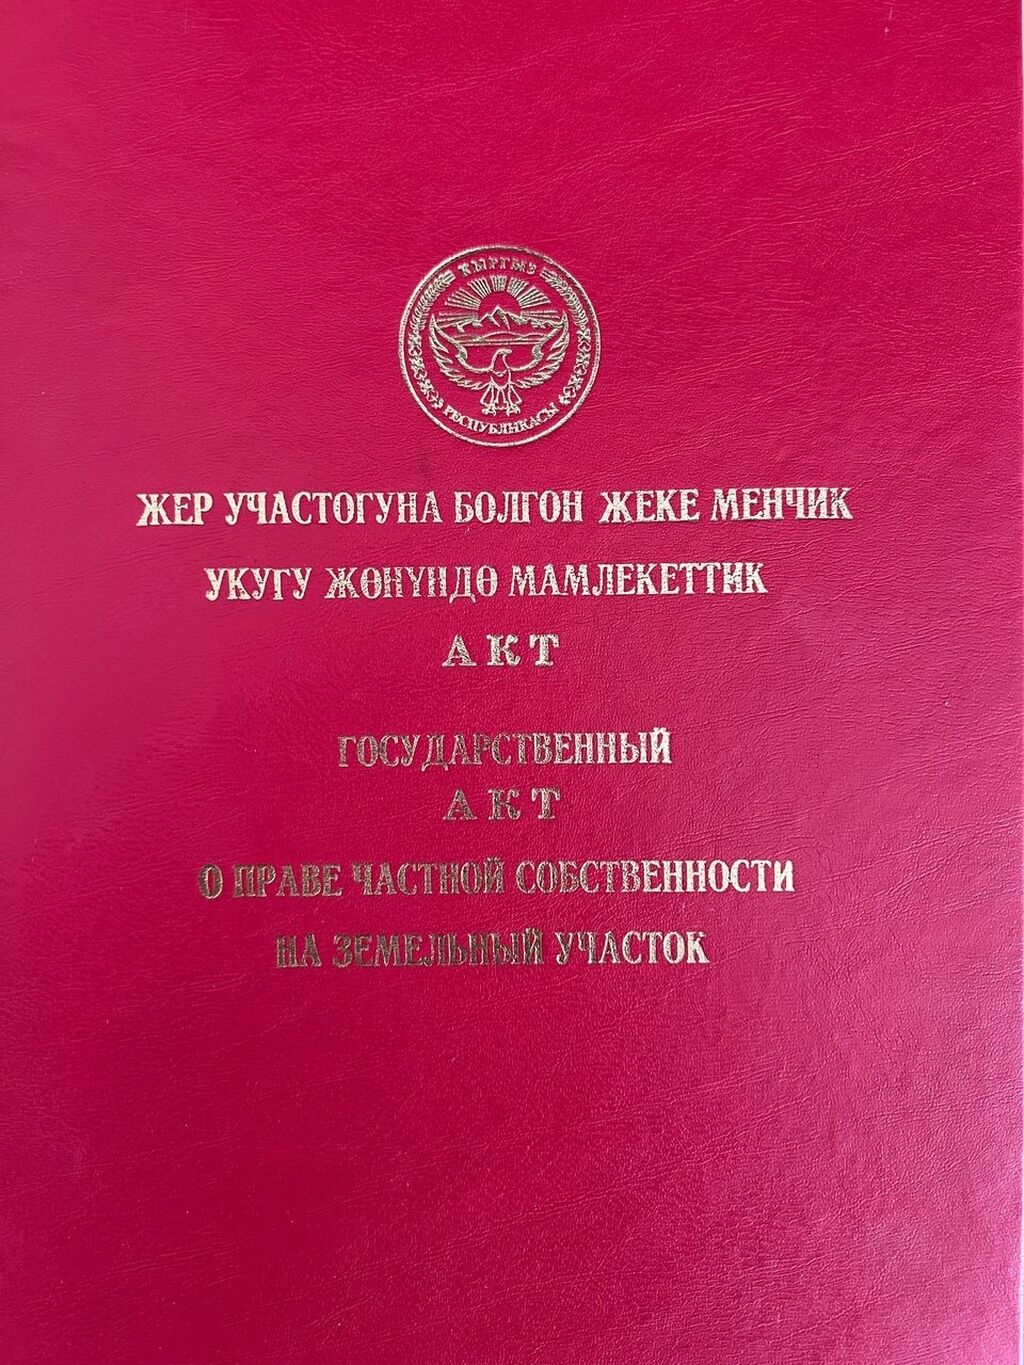 КЫРГЫЗ
РЕСПУБЛИКАСЫ
ЖЕР УЧАСТОГУНА БОЛГОН ЖЕКЕ МЕНЧИК
УКУГУ ЖӨНҮНДӨ МАМЛЕКЕТТИК
АКТ
ГОСУДАРСТВЕННЫЙ
АКТ
О ПРАВЕ ЧАСТНОЙ СОБСТВЕННОСТИ
НА ЗЕМЕЛЬНЫЙ УЧАСТОК